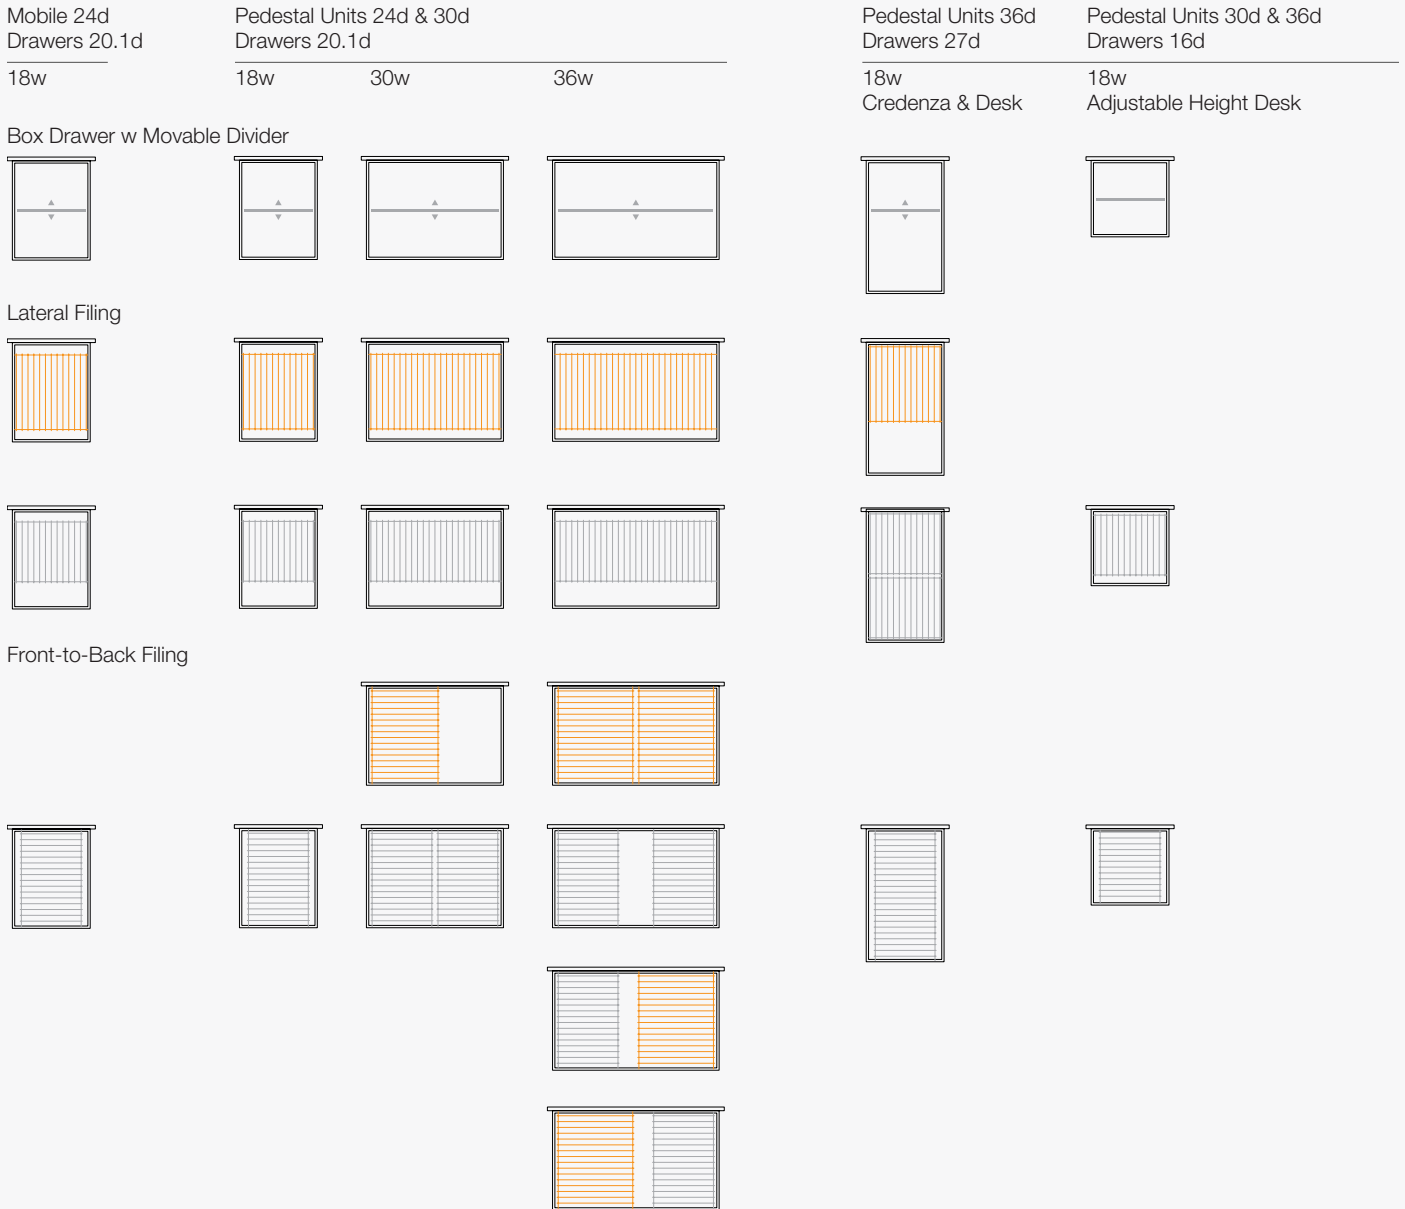 Mobile 24d
Drawers 20.1d
18w
Pedestal Units 24d & 30d
Drawers 20.1d
18w
30w
36w
Pedestal Units 36d
Drawers 27d
18w
Credenza & Desk
Pedestal Units 30d & 36d
Drawers 16d
18w
Adjustable Height Desk
Box Drawer w Movable Divider
Lateral Filing
Front-to-Back Filing